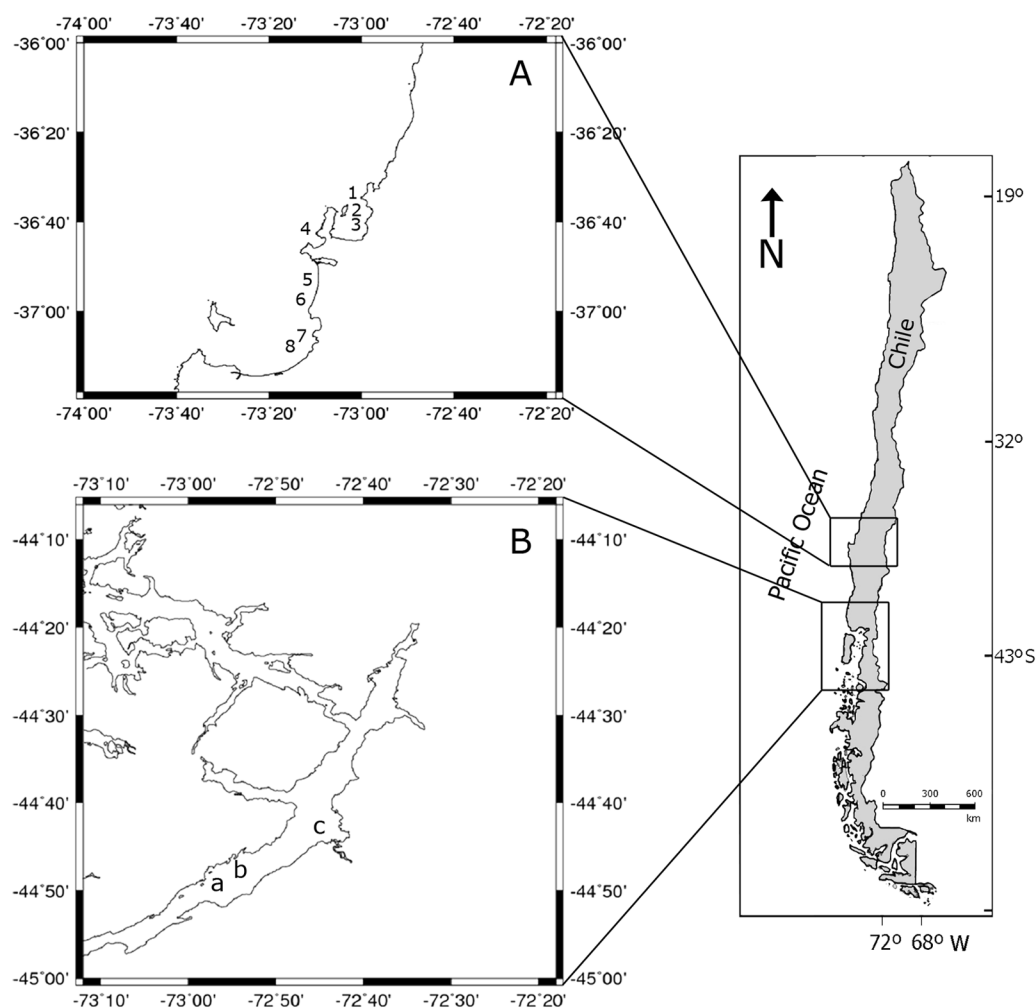 -74°00' -73°40' -73°20' -73°00' -72°40' -72°20'
-36°00' -36°00'
A
-36°20' -36°20'
1
2
-36°40' 3 -36°40'
4
5
6
-37°00' -37°00'
7
8
-74°00' -73°40' -73°20' -73°00' -72°40' -72°20'
-73°10' -73°00' -72°50' -72°40' -72°30' -72°20'
B
-44°10' -44°10'
-44°20' -44°20'
-44°30' -44°30'
-44°40' -44°40'
c
b
a
-44°50' -44°50'
-45°00' -45°00'
-73°10' -73°00' -72°50' -72°40' -72°30' -72°20'
N
19º
Chile
32º
Pacific Ocean
43ºS
0 300 600
km
72º 68º W